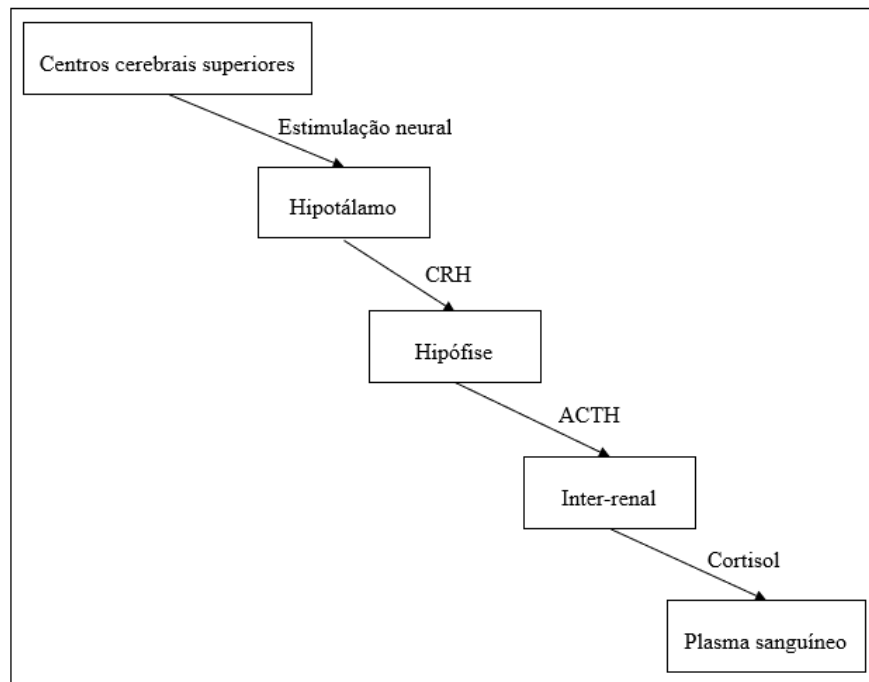 Centros cerebrais superiores
Estimulação neural
Hipotálamo
CRH
Hipófise
ACTH
Inter-renal
Cortisol
Plasma sanguíneo